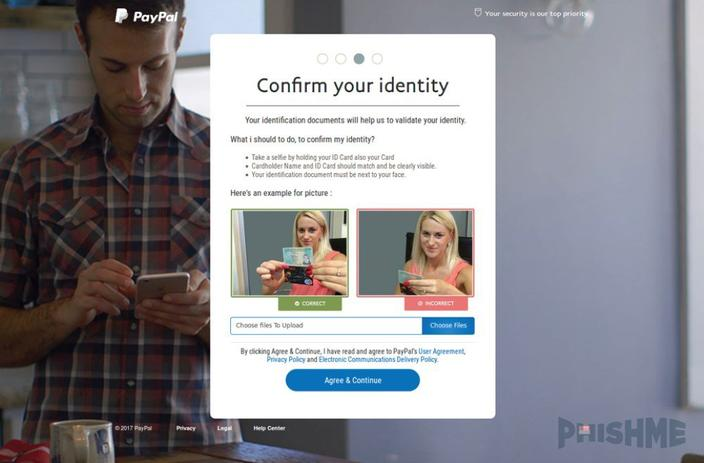 PayPal
Your security is our top priority
Confirm your identity
Your identification documents will help us to validate your identity.
What i should to do, to confirm my identity?
Take a selfie by holding your ID Card also your Card
Cardholder Name and ID Card should match and be clearly visible.
Your identification document must be next to your face.
Here's an example for picture :
CORRECT
INCORRECT
Choose files To Upload
Choose Files
By clicking Agree & Continue, I have read and agree to PayPal's User Agreement,
Privacy Policy and Electronic Communications Delivery Policy.
Agree & Continue
© 2017 PayPal
Privacy
Legal
Help Center
PHISHME